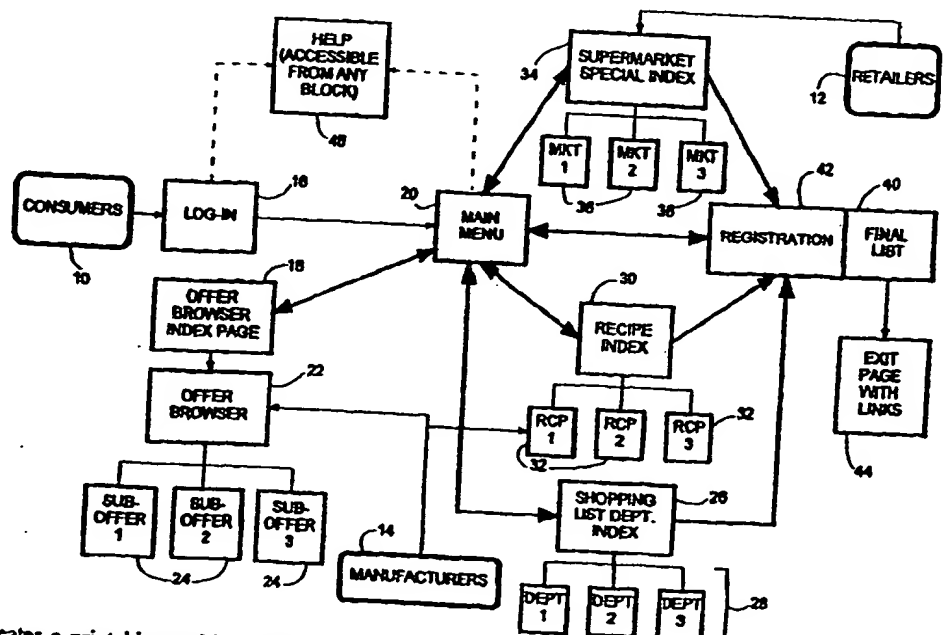 HELP
(ACCESSIBLE
FROM ANY
BLOCK)
46
SUPERMARKET
SPECIAL INDEX
34
RETAILERS
12
MKT
1
MKT
2
MKT
3
36
36
CONSUMERS
10
LOG-IN
16
20
MAIN
MENU
42
40
REGISTRATION
FINAL
LIST
18
OFFER
BROWSER
INDEX PAGE
30
RECIPE
INDEX
EXIT
PAGE
WITH
LINKS
44
22
OFFER
BROWSER
RCP
1
RCP
2
RCP
3
32
32
SUB-
OFFER
1
SUB-
OFFER
2
SUB-
OFFER
3
24
24
14
MANUFACTURERS
SHOPPING
LIST DEPT.
INDEX
26
DEPT
1
DEPT
2
DEPT
3
28